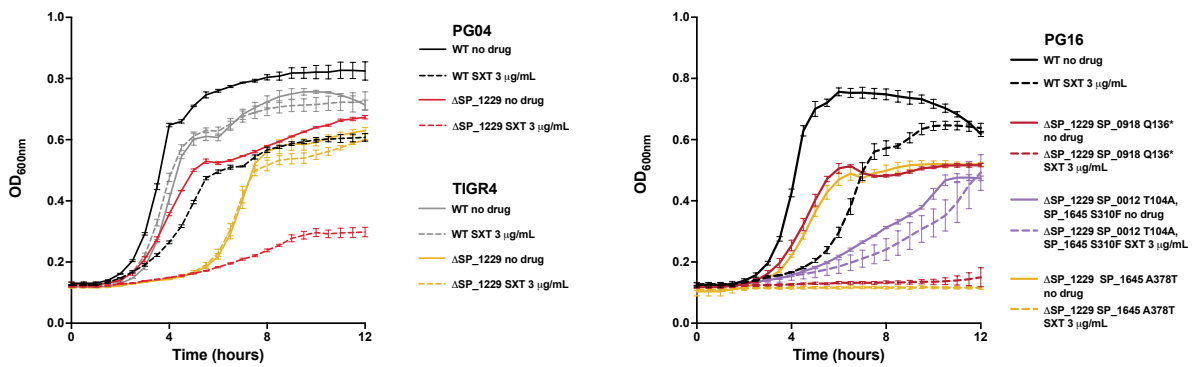 1.0
0.8
0.6
0.4
0.2
0.0
OD600nm
0
4
8
12
Time (hours)
PG04
WT no drug
WT SXT 3 μg/mL
ΔSP_1229 no drug
ΔSP_1229 SXT 3 μg/mL
TIGR4
WT no drug
WT SXT 3 μg/mL
ΔSP_1229 no drug
ΔSP_1229 SXT 3 μg/mL
1.0
0.8
0.6
0.4
0.2
0.0
OD600nm
0
4
8
12
Time (hours)
PG16
WT no drug
WT SXT 3 μg/mL
ΔSP_1229 SP_0918 Q136*
no drug
ΔSP_1229 SP_0918 Q136*
SXT 3 μg/mL
ΔSP_1229 SP_0012 T104A,
SP_1645 S310F no drug
ΔSP_1229 SP_0012 T104A,
SP_1645 S310F SXT 3 μg/mL
ΔSP_1229 SP_1645 A378T
no drug
ΔSP_1229 SP_1645 A378T
SXT 3 μg/mL